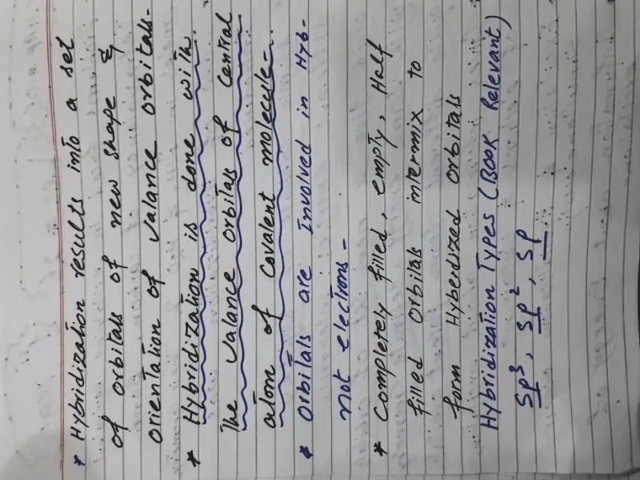 * Hybridization results into a set
of orbitals of new shape &
orientation of valance orbitals.
* Hybridization is done with
The valance orbitals of central
atom of covalent molecule-
* orbitals are Involved in Hyb-
not electrons-
* Completely filled, empty, Half
filled orbitals intermix to
form Hyberdized orbitals
Hybridization Types (Book Relevant)
SP³, SP², SP